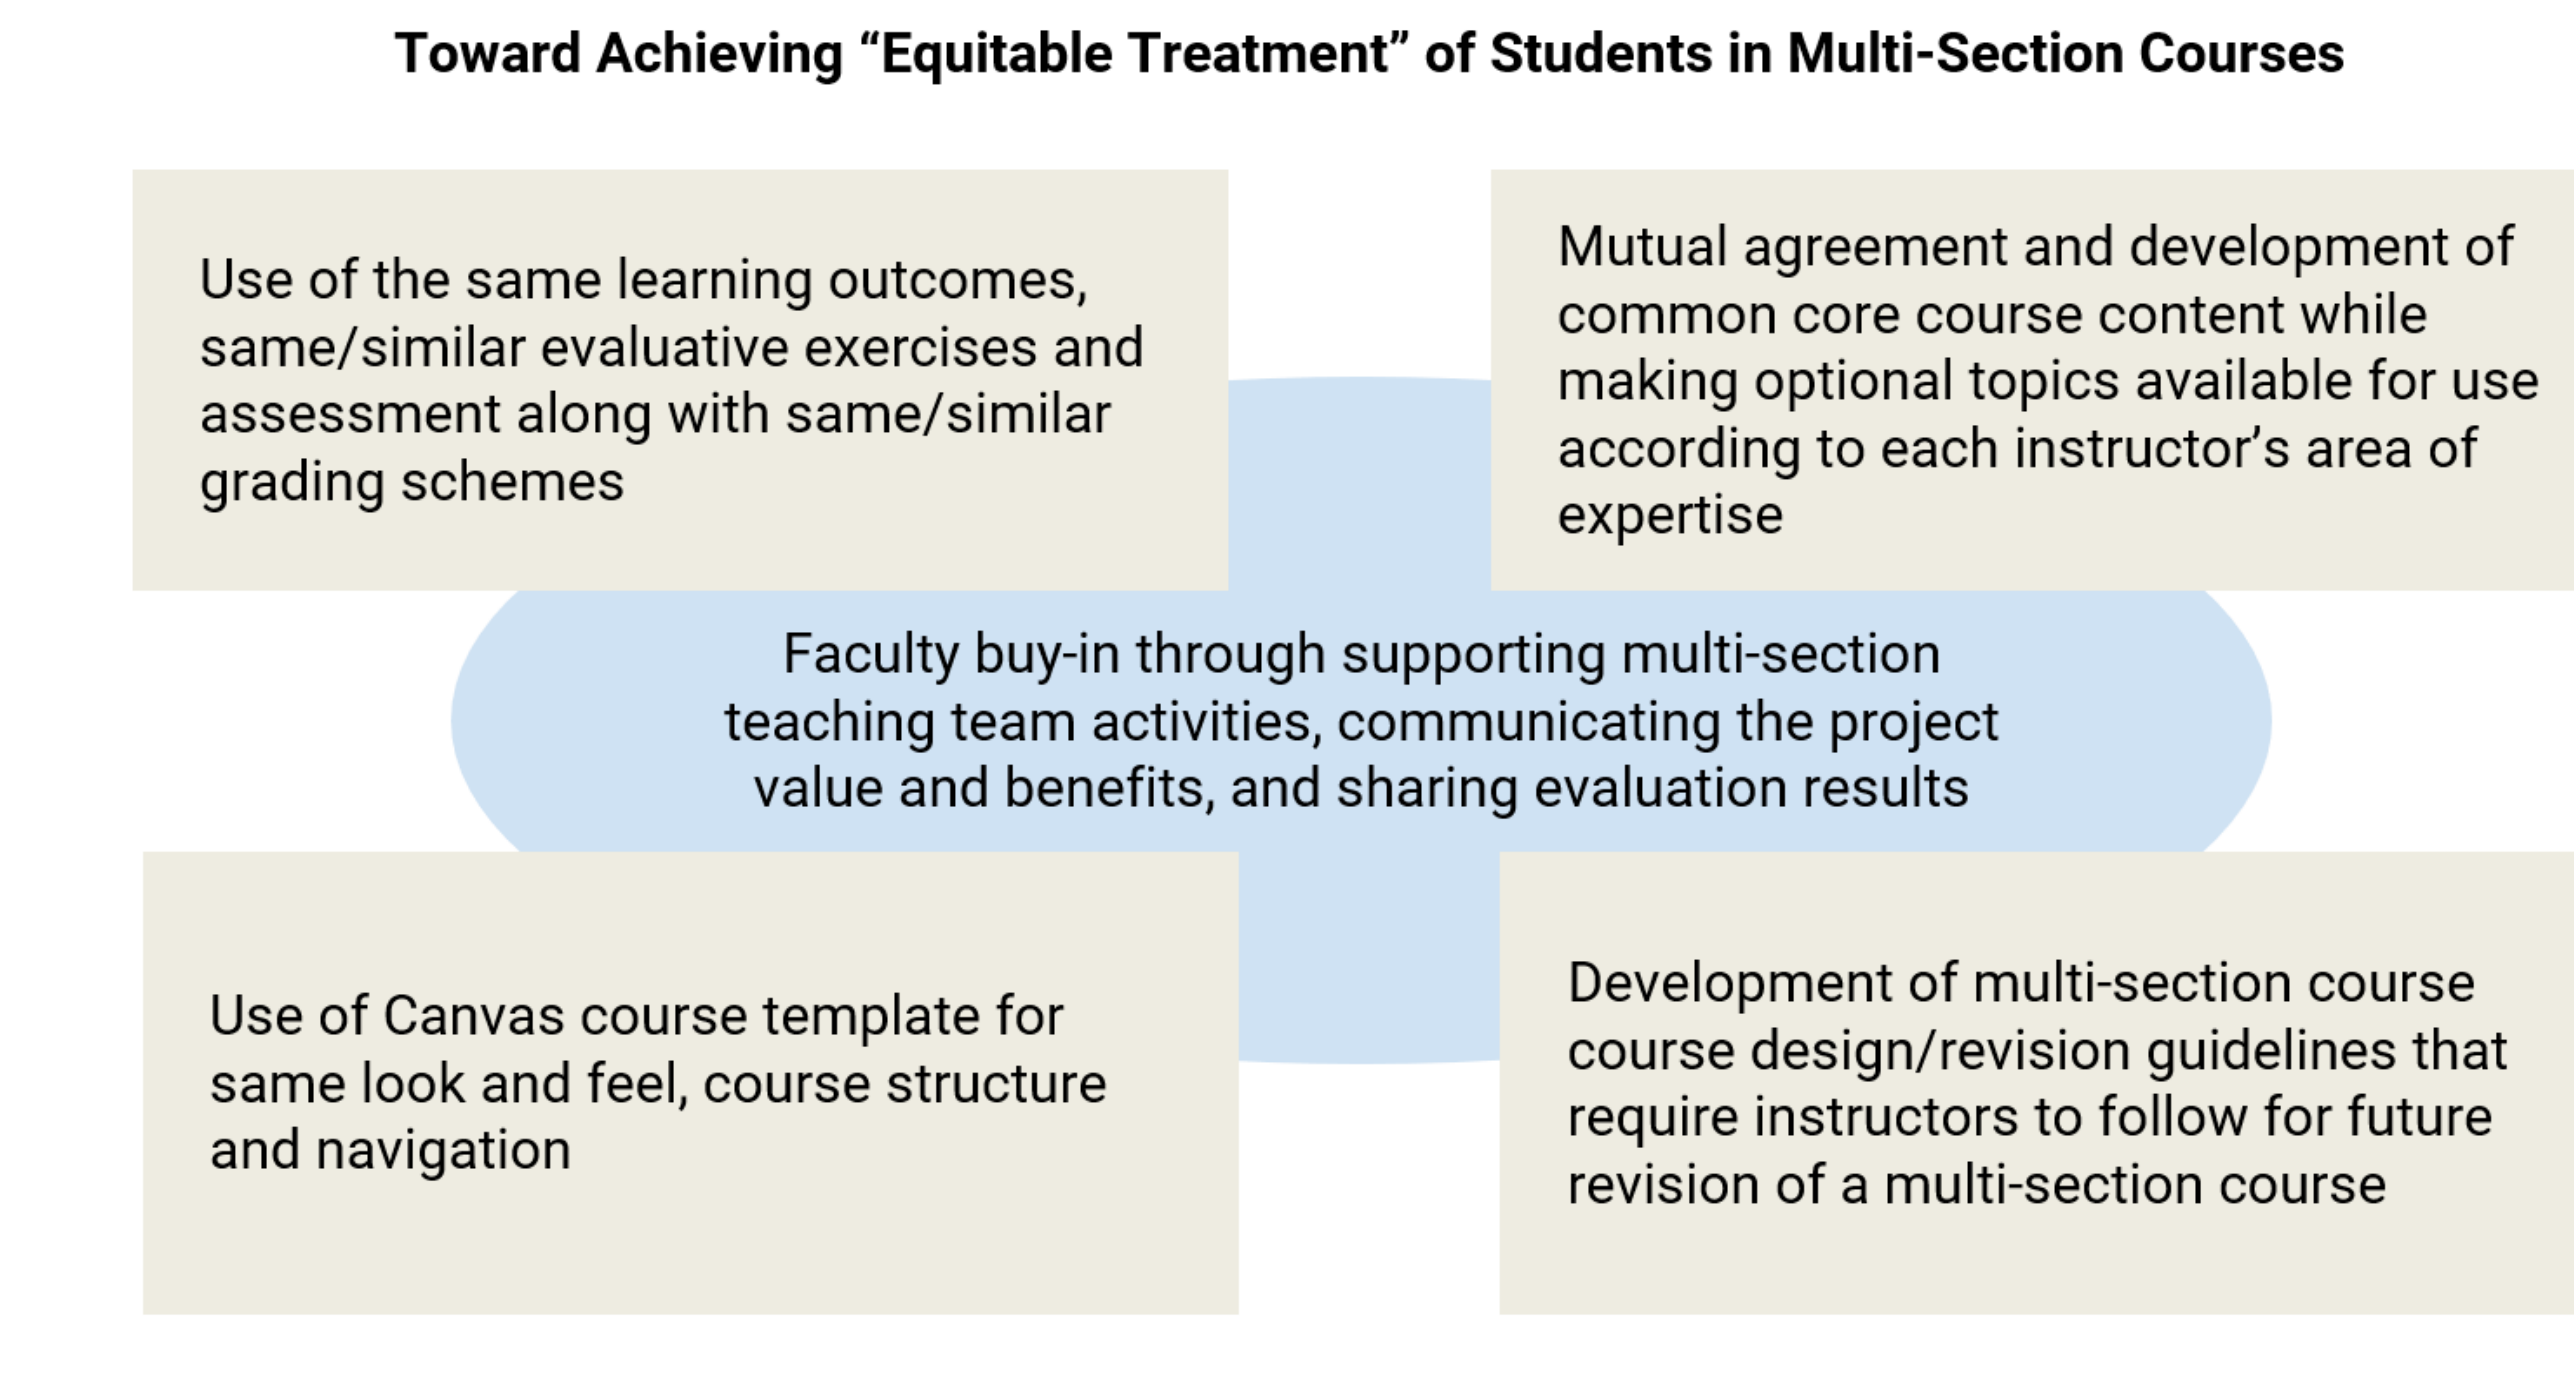 Toward Achieving “Equitable Treatment” of Students in Multi-Section Courses
Use of the same learning outcomes,
same/similar evaluative exercises and
assessment along with same/similar
grading schemes
Mutual agreement and development of
common core course content while
making optional topics available for use
according to each instructor’s area of
expertise
Faculty buy-in through supporting multi-section
teaching team activities, communicating the project
value and benefits, and sharing evaluation results
Use of Canvas course template for
same look and feel, course structure
and navigation
Development of multi-section course
course design/revision guidelines that
require instructors to follow for future
revision of a multi-section course